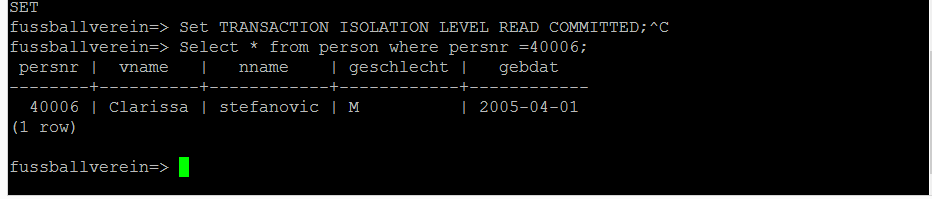 SET
fussballverein=> Set TRANSACTION ISOLATION LEVEL READ COMMITTED;^C
fussballverein=> Select * from person where persnr =40006;
 persnr |  vname   |   nname    | geschlecht |   gebdat
--------+----------+------------+------------+------------
  40006 | Clarissa | stefanovic | M          | 2005-04-01
(1 row)
fussballverein=>